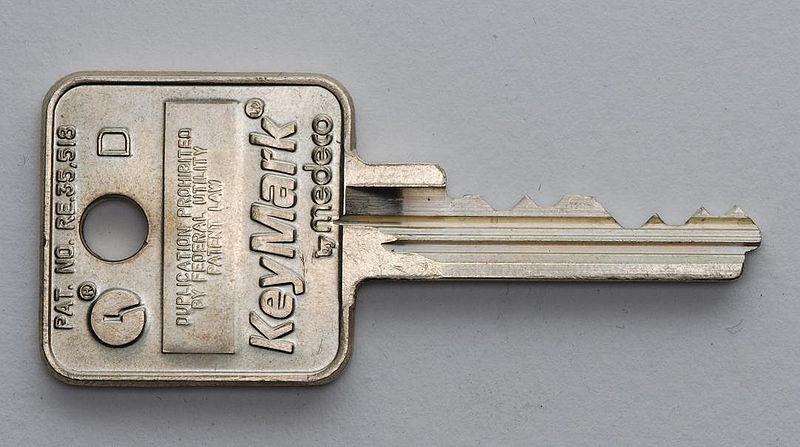 PAT. NO. RE.35,518
D
®
DUPLICATION PROHIBITED
BY FEDERAL UTILITY
PATENT LAW
KeyMark®
by medeco